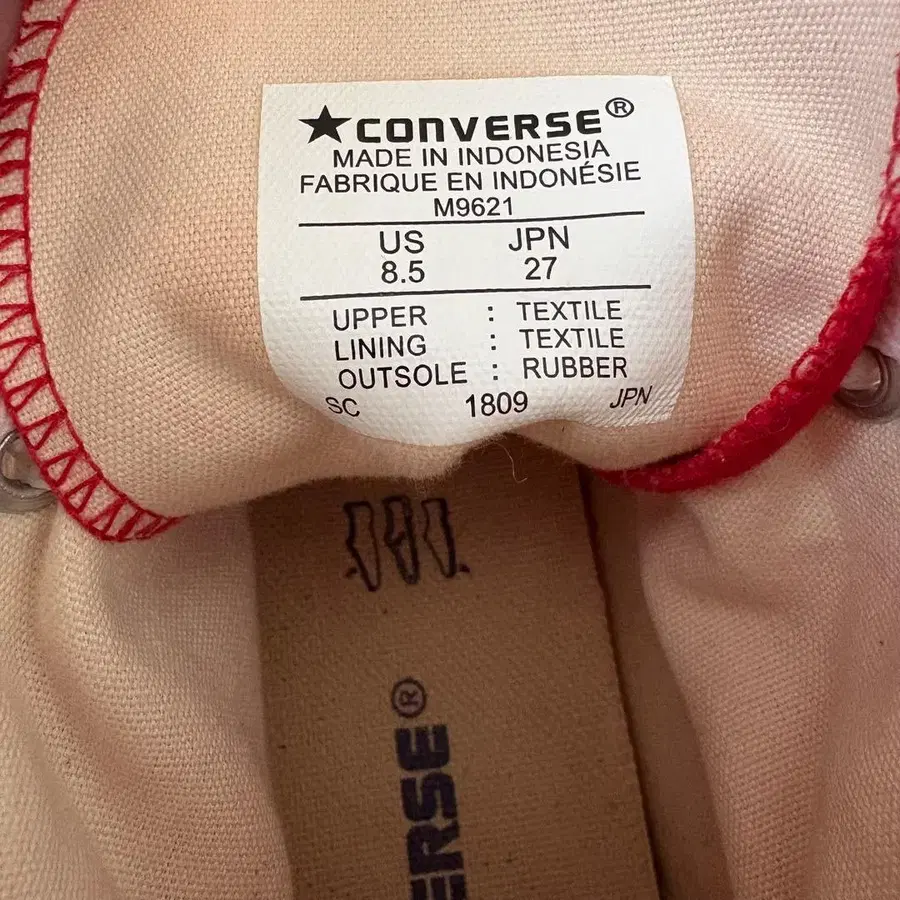 ★CONVERSE®
MADE IN INDONESIA
FABRIQUE EN INDONÉSIE
M9621
US JPN
8.5 27
UPPER : TEXTILE
LINING : TEXTILE
OUTSOLE : RUBBER
SC 1809 JPN
ERSE®